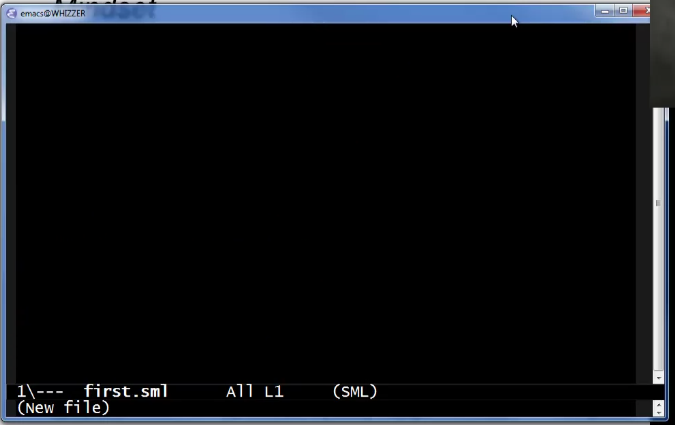 emacs@WHIZZER
1\--- first.sml All L1 (SML)
(New file)